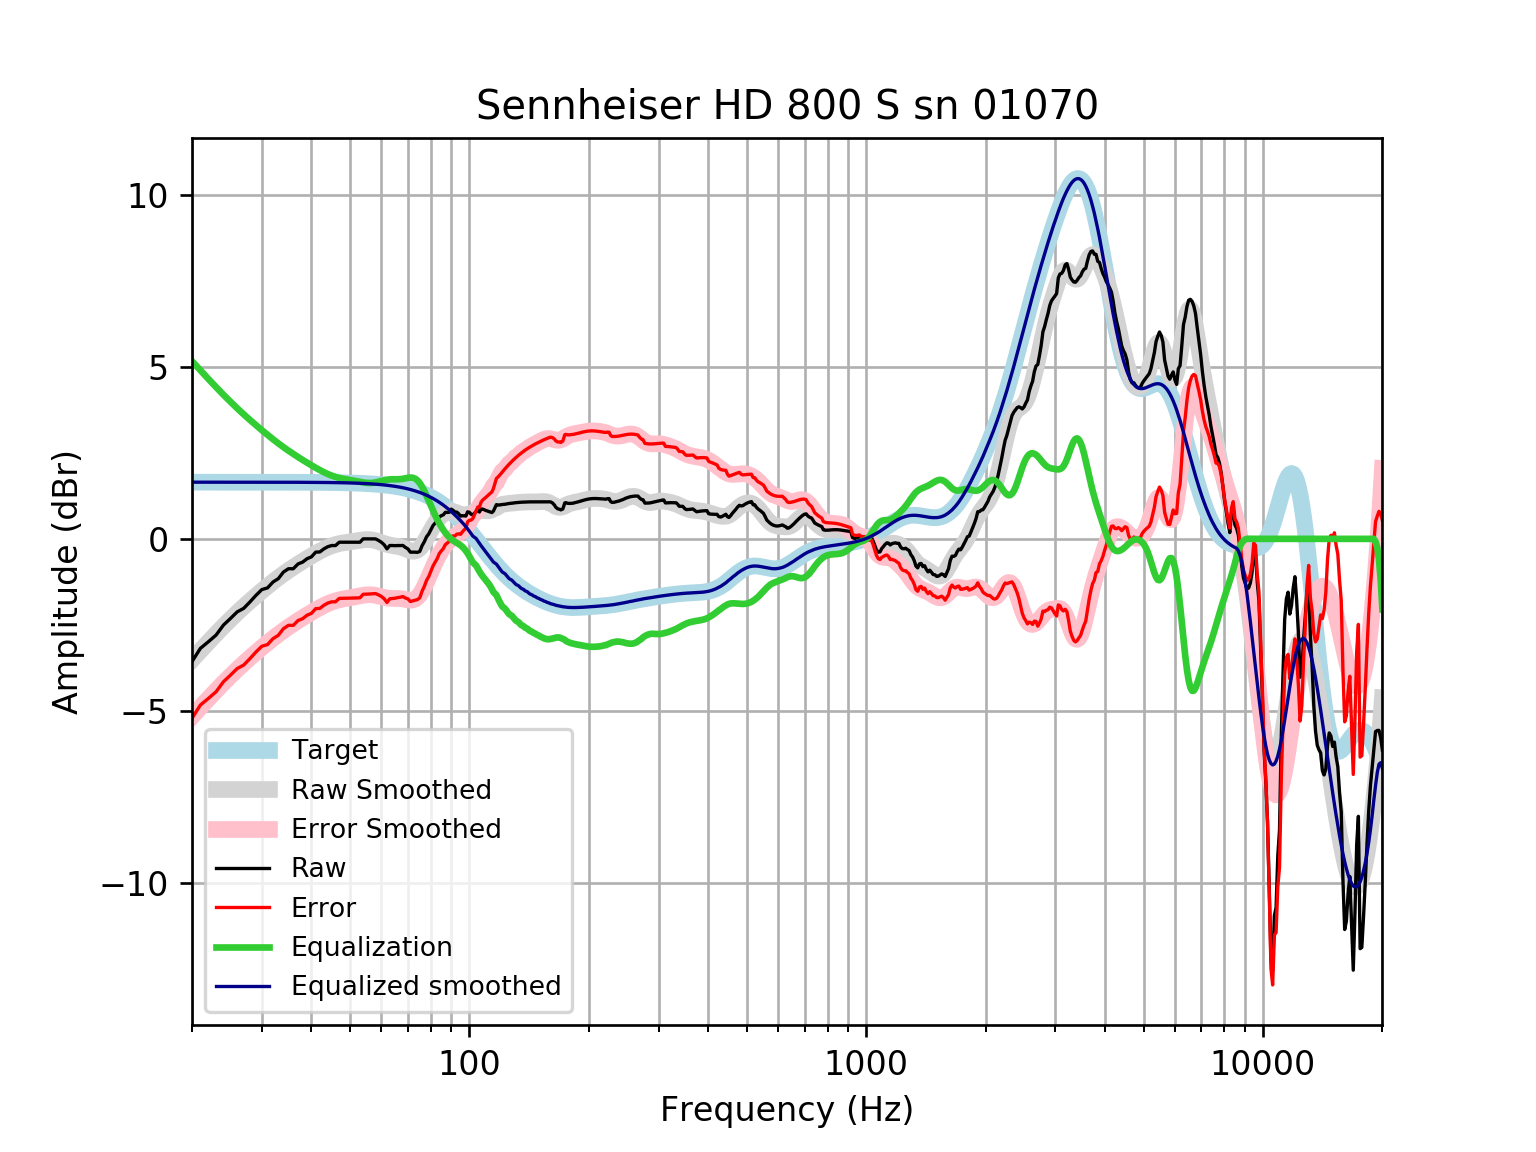 Sennheiser HD 800 S sn 01070
10
5
0
−5
−10
Amplitude (dBr)
Target
Raw Smoothed
Error Smoothed
Raw
Error
Equalization
Equalized smoothed
100
1000
10000
Frequency (Hz)